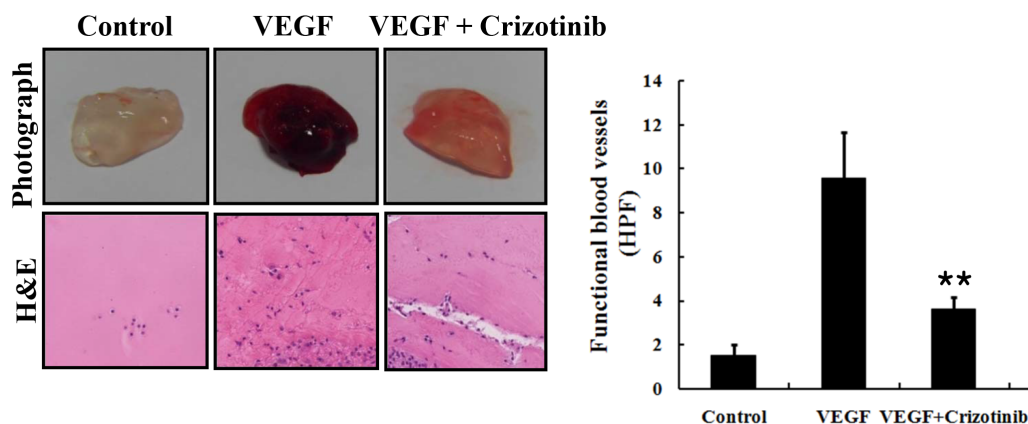 Control VEGF VEGF + Crizotinib
Photograph
H&E
Functional blood vessels
(HPF)
14
12
10
8
6
4
2
0
**
Control VEGF VEGF+Crizotinib